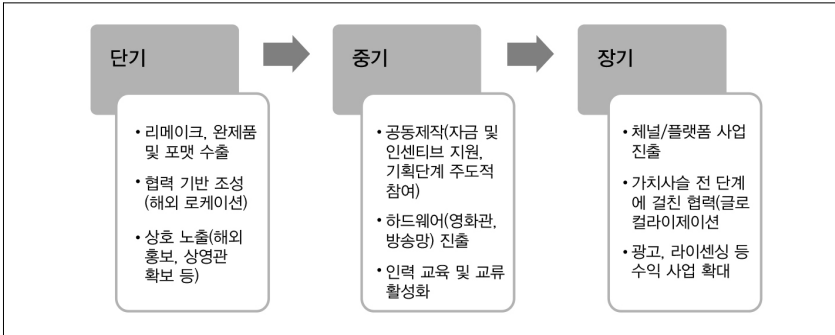 단기
• 리메이크, 완제품
및 포맷 수출
• 협력 기반 조성
(해외 로케이션)
• 상호 노출(해외
홍보, 상영관
확보 등)
중기
• 공동제작(자금 및
인센티브 지원,
기획단계 주도적
참여)
• 하드웨어(영화관,
방송망) 진출
• 인력 교육 및 교류
활성화
장기
• 채널/플랫폼 사업
진출
• 가치사슬 전 단계
에 걸친 협력(글로
컬라이제이션
• 광고, 라이센싱 등
수익 사업 확대